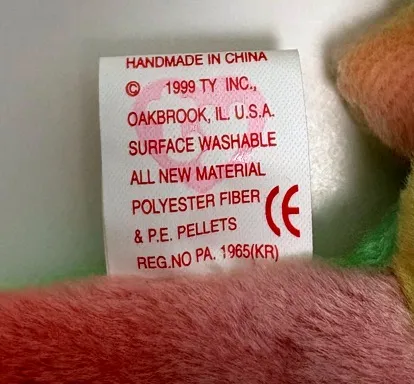 HANDMADE IN CHINA
© 1999 TY INC.,
OAKBROOK, IL. U.S.A.
SURFACE WASHABLE
ALL NEW MATERIAL
POLYESTER FIBER
& P.E. PELLETS CE
REG.NO PA. 1965(KR)